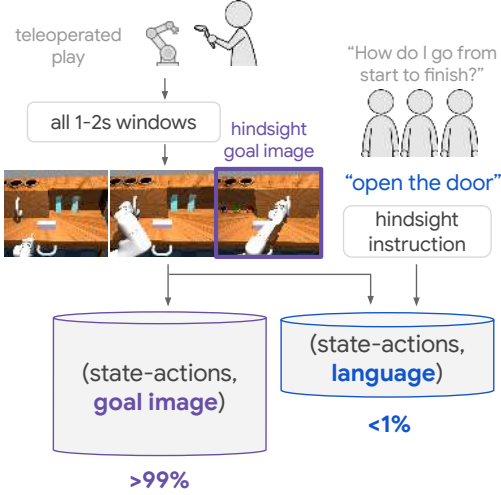 teleoperated
play
"How do I go from
start to finish?"
all 1-2s windows
hindsight
goal image
"open the door"
hindsight
instruction
(state-actions,
goal image)
>99%
(state-actions,
language)
<1%